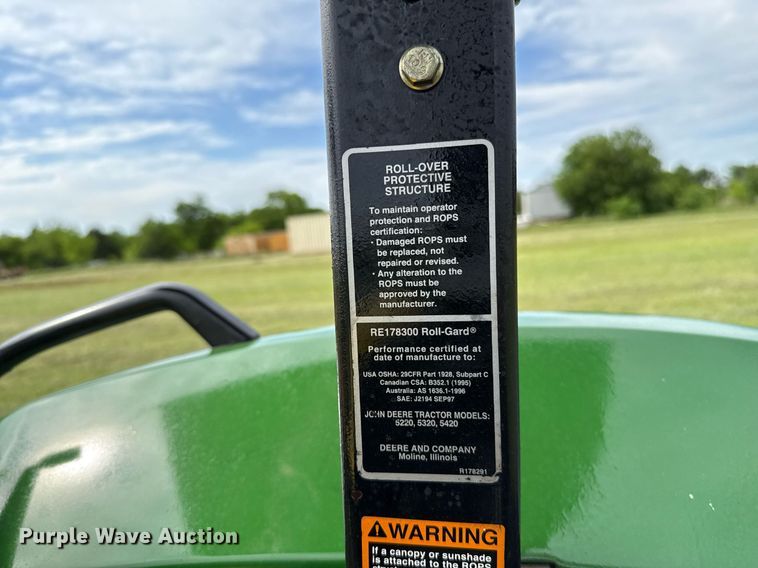 ROLL-OVER
PROTECTIVE
STRUCTURE
To maintain operator
protection and ROPS
certification:
• Damaged ROPS must
be replaced, not
repaired or revised.
• Any alteration to the
ROPS must be
approved by the
manufacturer.
RE178300 Roll-Gard®
Performance certified at
date of manufacture to:
USA OSHA: 29CFR Part 1928, Subpart C
Canadian CSA: B352.1 (1995)
Australia: AS 1636.1-1996
SAE: J2194 SEP97
JOHN DEERE TRACTOR MODELS:
5220, 5320, 5420
DEERE AND COMPANY
Moline, Illinois
R178291
WARNING
If a canopy or sunshade
is attached to the ROPS
Purple Wave Auction